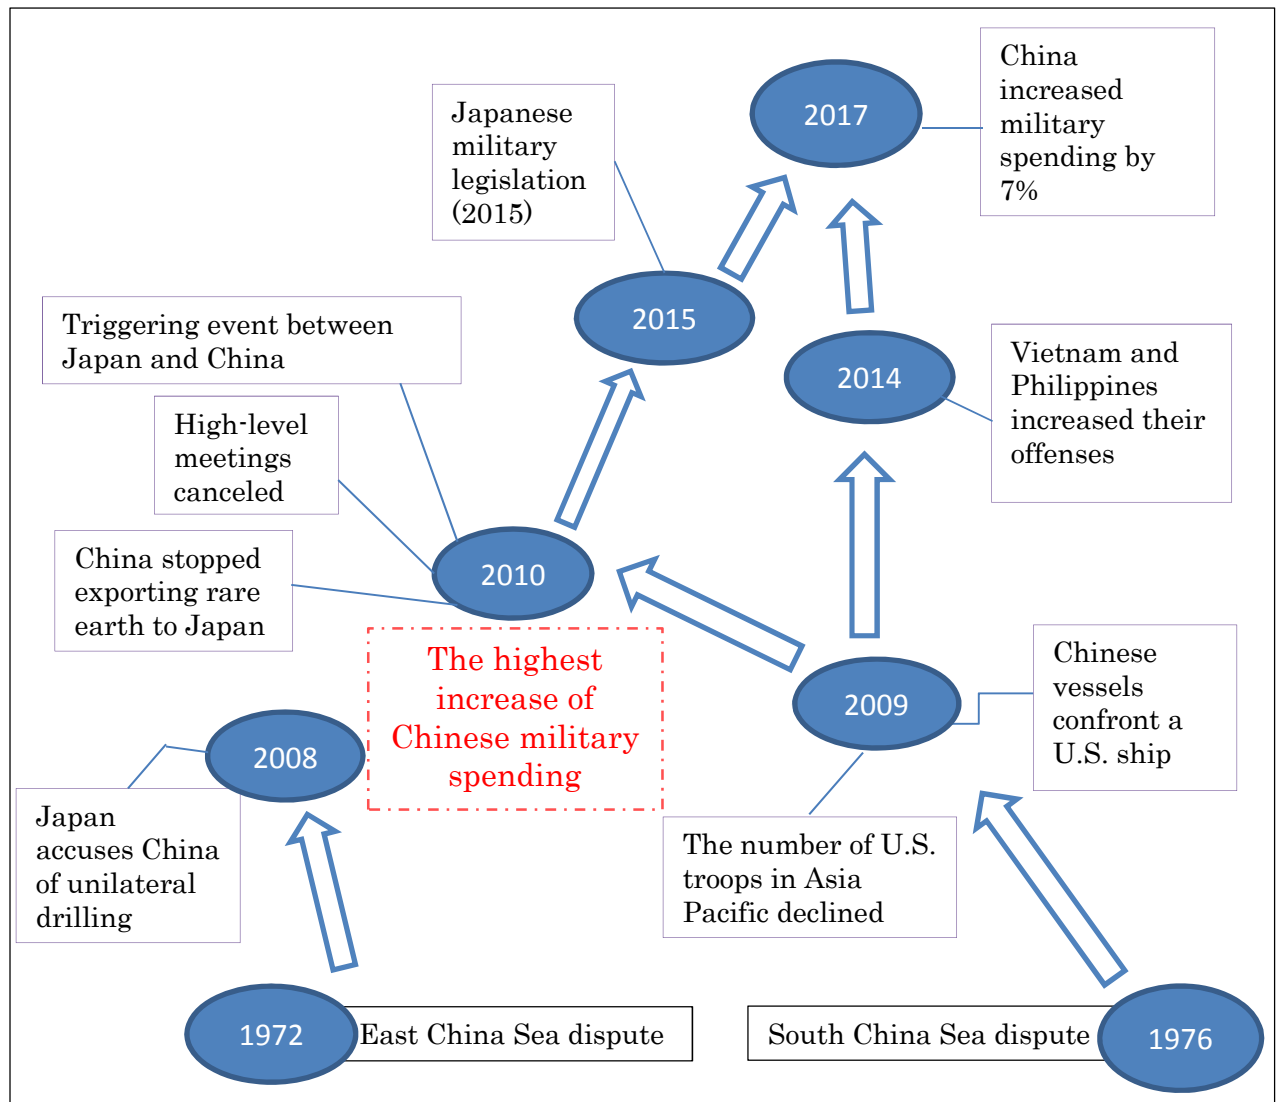 China
increased
military
spending by
7%
2017
Japanese
military
legislation
(2015)
2015
Triggering event between
Japan and China
2014
Vietnam and
Philippines
increased their
offenses
High-level
meetings
canceled
China stopped
exporting rare
earth to Japan
2010
The highest
increase of
Chinese military
spending
2009
Chinese
vessels
confront a
U.S. ship
2008
Japan
accuses China
of unilateral
drilling
The number of U.S.
troops in Asia
Pacific declined
1972
East China Sea dispute
South China Sea dispute
1976